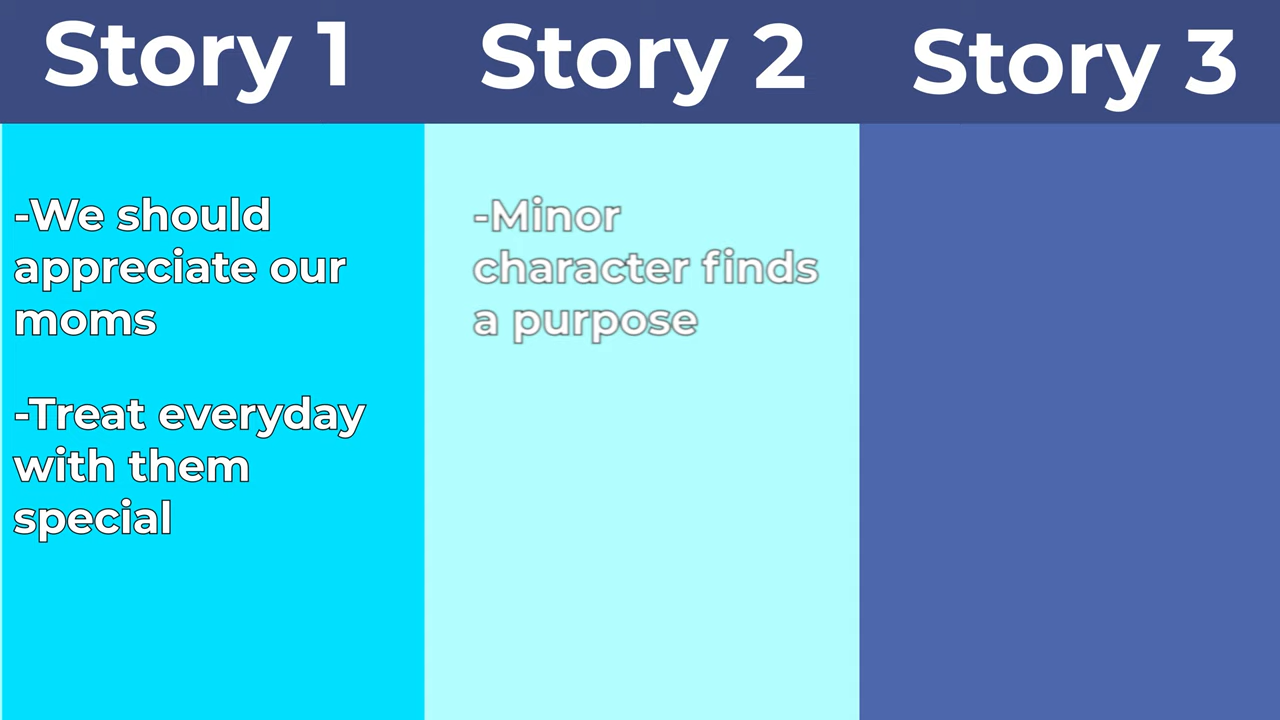 Story 1
Story 2
Story 3
-We should
appreciate our
moms
-Treat everyday
with them
special
-Minor
character finds
a purpose